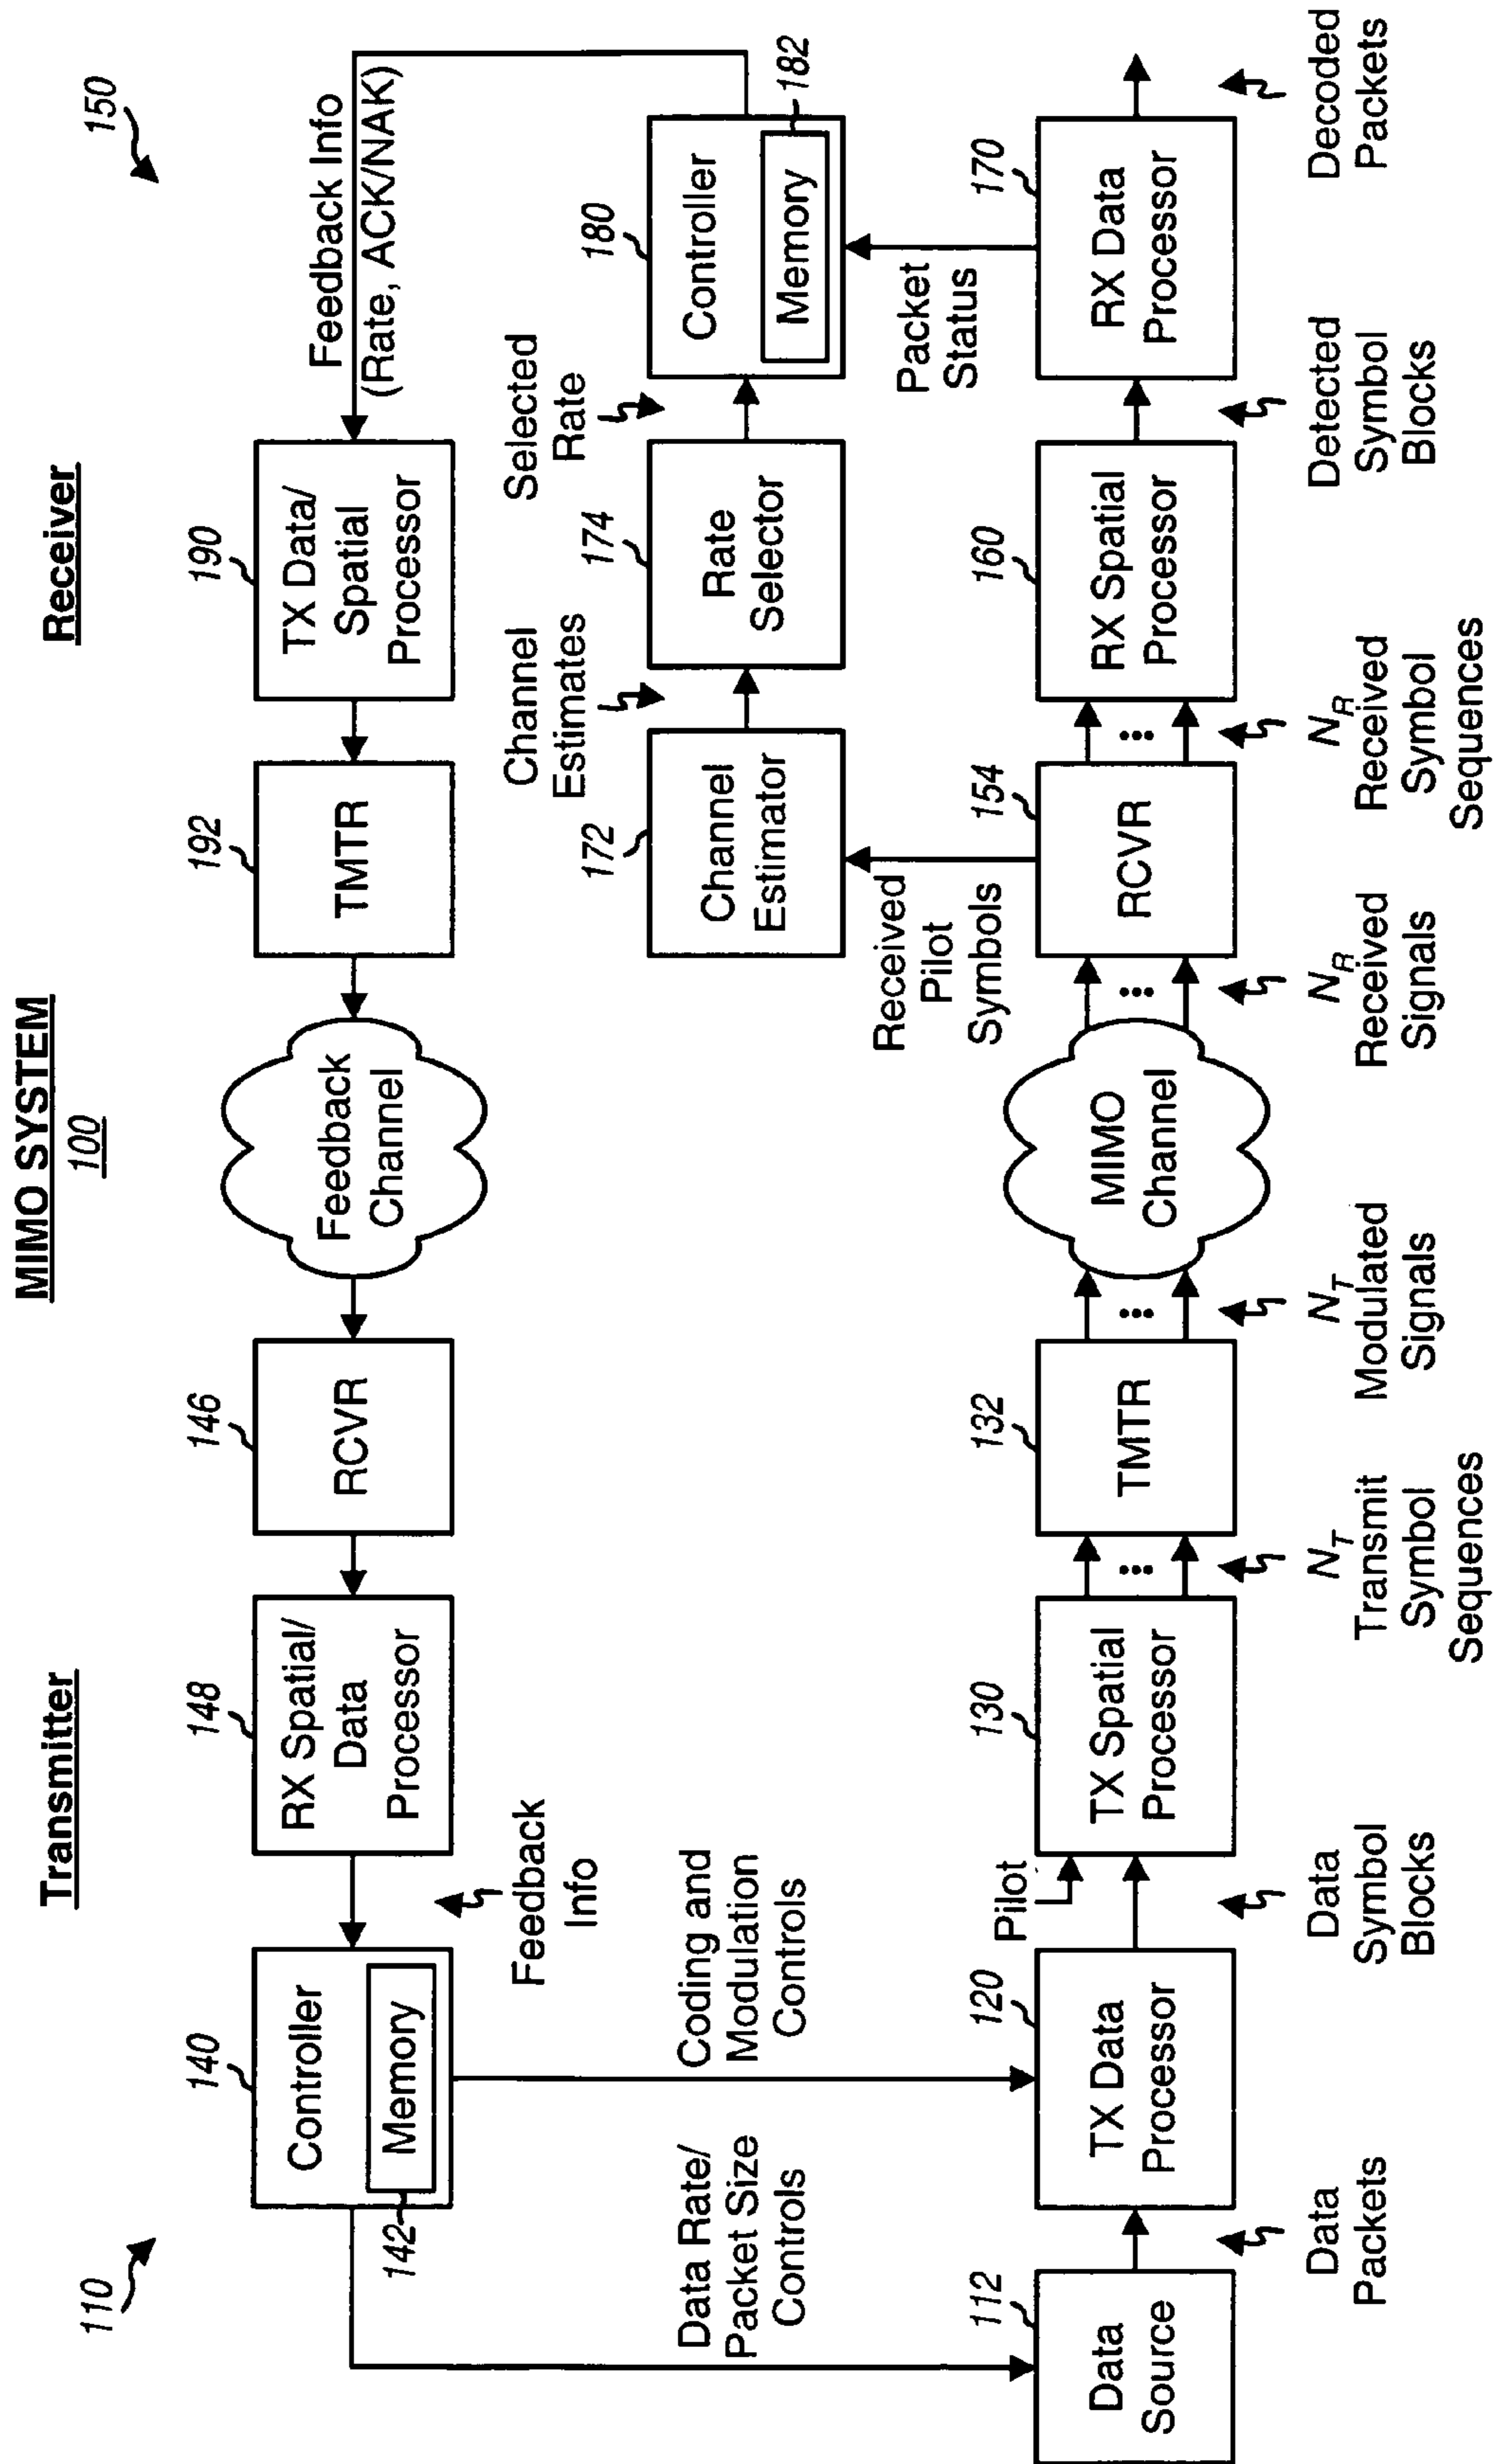 MIMO SYSTEM
100
Transmitter
Receiver
110
150
140
Controller
Memory
142
148
RX Spatial/
Data
Processor
146
RCVR
Feedback
Channel
192
TMTR
190
TX Data/
Spatial
Processor
Feedback Info
(Rate, ACK/NAK)
Feedback
Info
Data Rate/
Packet Size
Controls
Coding and
Modulation
Controls
Channel
Estimates
Selected
Rate
172
Channel
Estimator
174
Rate
Selector
180
Controller
Memory
182
Received
Pilot
Symbols
Packet
Status
Pilot
112
Data
Source
120
TX Data
Processor
130
TX Spatial
Processor
132
TMTR
MIMO
Channel
154
RCVR
160
RX Spatial
Processor
170
RX Data
Processor
Data
Packets
Data
Symbol
Blocks
N_T
Transmit
Symbol
Sequences
N_T
Modulated
Signals
N_R
Received
Signals
N_R
Received
Symbol
Sequences
Detected
Symbol
Blocks
Decoded
Packets